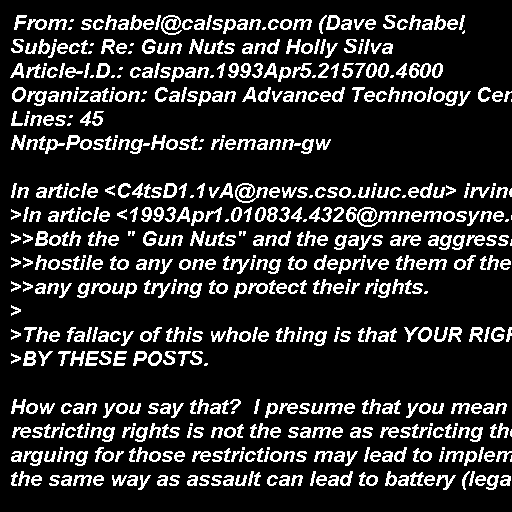 From: schabel@calspan.com (Dave Schabel
Subject: Re: Gun Nuts and Holly Silva
Article-I.D.: calspan.1993Apr5.215700.4600
Organization: Calspan Advanced Technology Cen
Lines: 45
Nntp-Posting-Host: riemann-gw

In article <C4tsD1.1vA@news.cso.uiuc.edu> irvine
>In article <1993Apr1.010834.4326@mnemosyne.
>>Both the " Gun Nuts" and the gays are aggress
>>hostile to any one trying to deprive them of the
>>any group trying to protect their rights.
>
>The fallacy of this whole thing is that YOUR RIG
>BY THESE POSTS.

How can you say that?  I presume that you mean
restricting rights is not the same as restricting the
arguing for those restrictions may lead to implem
the same way as assault can lead to battery (lega